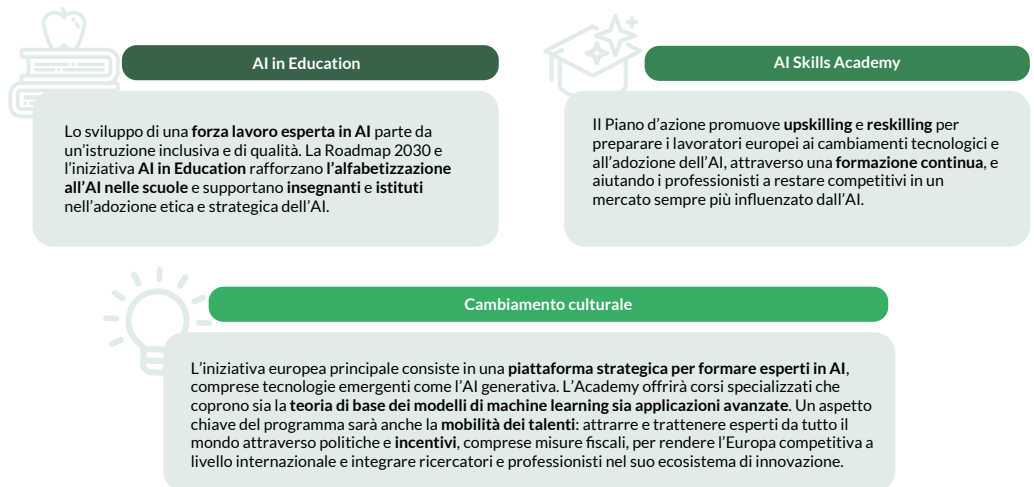 AI in Education
Lo sviluppo di una forza lavoro esperta in AI parte da
un'istruzione inclusiva e di qualità. La Roadmap 2030 e
l'iniziativa AI in Education rafforzano l'alfabetizzazione
all'AI nelle scuole e supportano insegnanti e istituti
nell'adozione etica e strategica dell'AI.
AI Skills Academy
Il Piano d'azione promuove upskilling e reskilling per
preparare i lavoratori europei ai cambiamenti tecnologici e
all'adozione dell'AI, attraverso una formazione continua, e
aiutando i professionisti a restare competitivi in un
mercato sempre più influenzato dall'AI.
Cambiamento culturale
L'iniziativa europea principale consiste in una piattaforma strategica per formare esperti in AI,
comprese tecnologie emergenti come l'AI generativa. L'Academy offrirà corsi specializzati che
coprono sia la teoria di base dei modelli di machine learning sia applicazioni avanzate. Un aspetto
chiave del programma sarà anche la mobilità dei talenti: attrarre e trattenere esperti da tutto il
mondo attraverso politiche e incentivi, comprese misure fiscali, per rendere l'Europa competitiva a
livello internazionale e integrare ricercatori e professionisti nel suo ecosistema di innovazione.